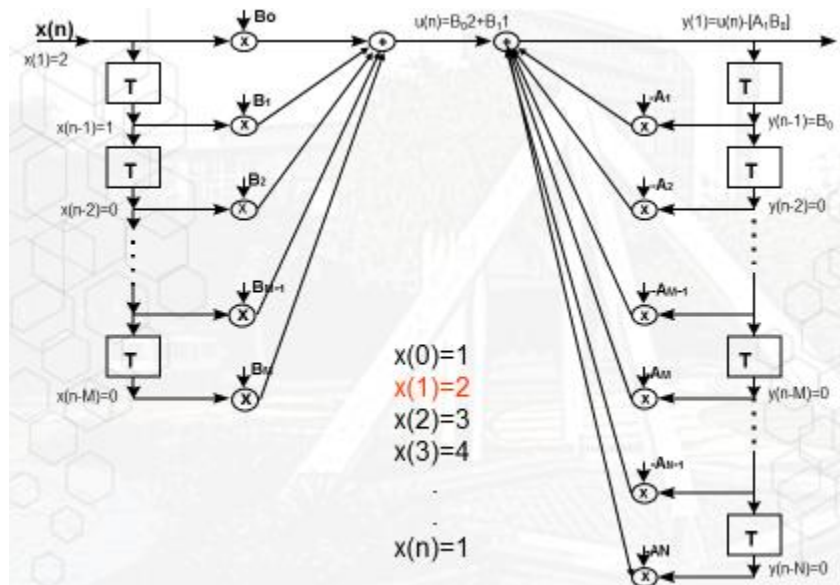 x(n)
Bo
u(n)=B₀2+B₁1
y(1)=u(n)-[A₁B₀]
x(1)=2
x
+
+
T
T
B₁
-A₁
x(n-1)=1
x
x
y(n-1)=B₀
T
T
B₂
-A₂
x(n-2)=0
x
x
y(n-2)=0
BM-1
-AM-1
x
x
T
T
x(0)=1
BM
-AM
x(1)=2
x(n-M)=0
x
x
y(n-M)=0
x(2)=3
x(3)=4
-AN-1
.
x
.
T
x(n)=1
-AN
x
y(n-N)=0